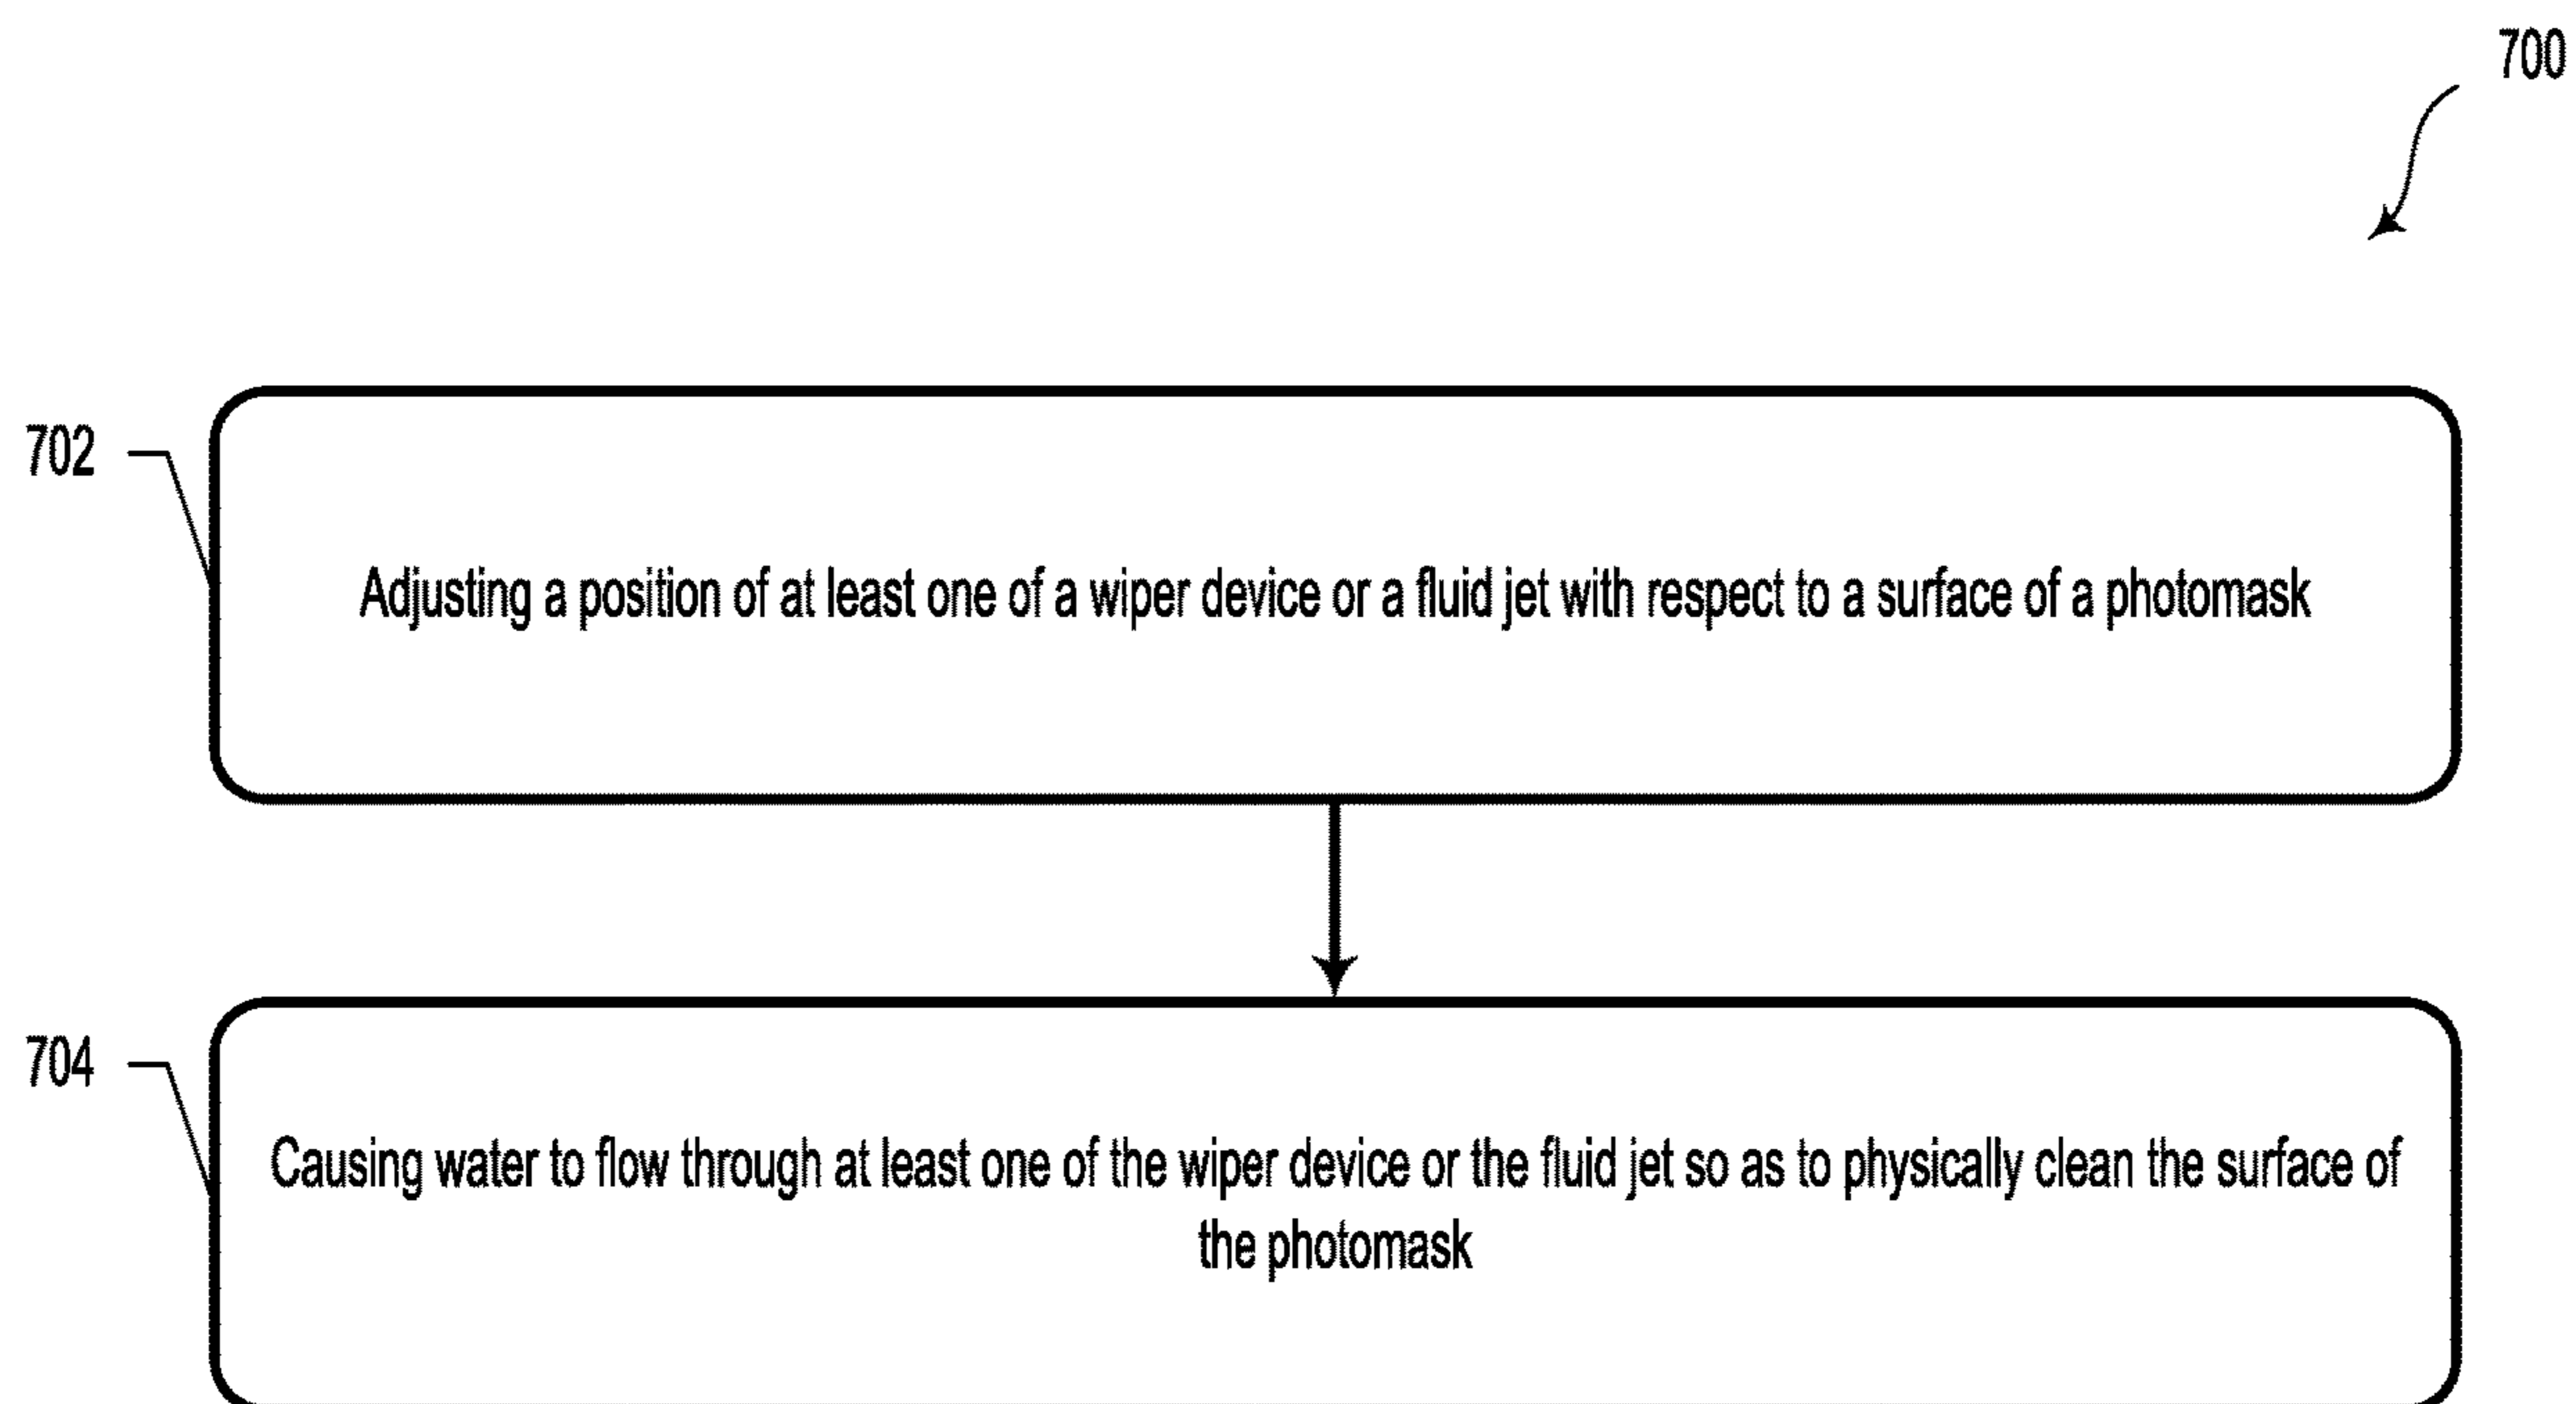 700
702
Adjusting a position of at least one of a wiper device or a fluid jet with respect to a surface of a photomask
704
Causing water to flow through at least one of the wiper device or the fluid jet so as to physically clean the surface of
the photomask